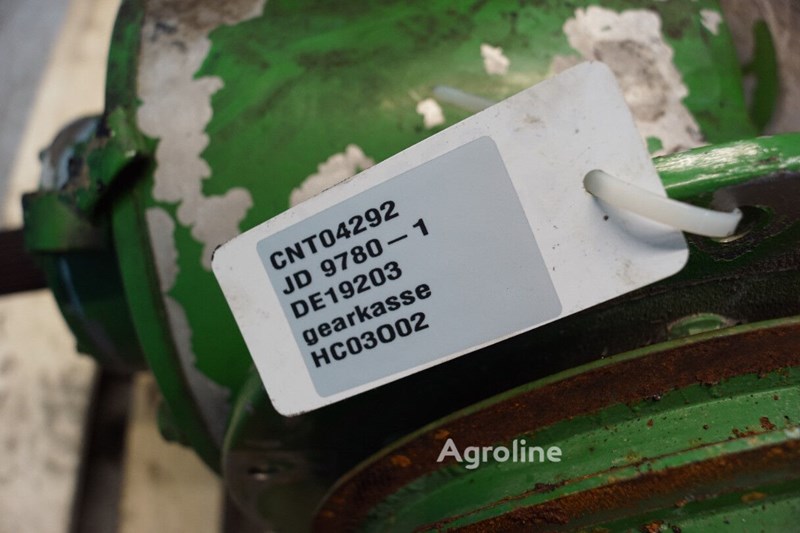 CNT04292
JD 9780 – 1
DE19203
gearkasse
HC03O02
Agroline